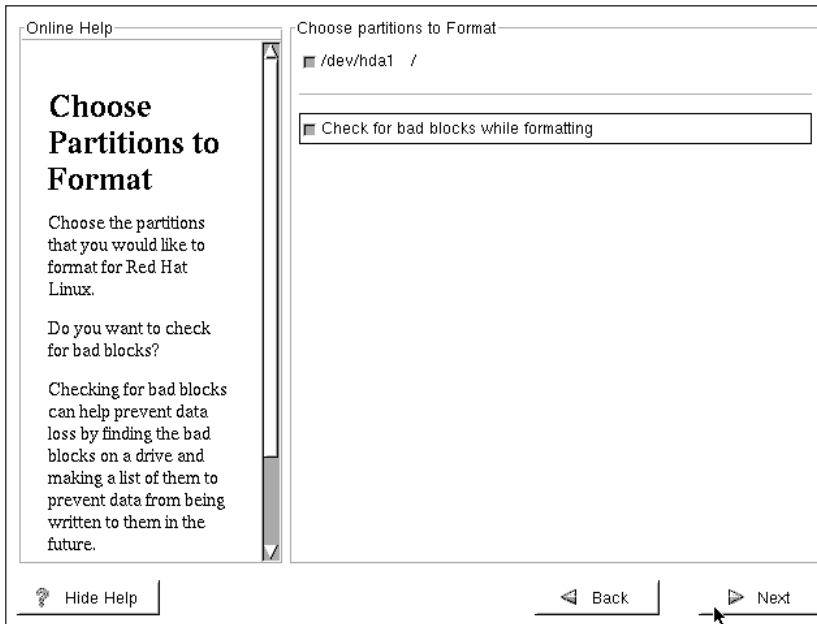 Online Help
Choose
Partitions to
Format
Choose the partitions
that you would like to
format for Red Hat
Linux.
Do you want to check
for bad blocks?
Checking for bad blocks
can help prevent data
loss by finding the bad
blocks on a drive and
making a list of them to
prevent data from being
written to them in the
future.
Choose partitions to Format
/dev/hda1 /
Check for bad blocks while formatting
Hide Help
Back
Next